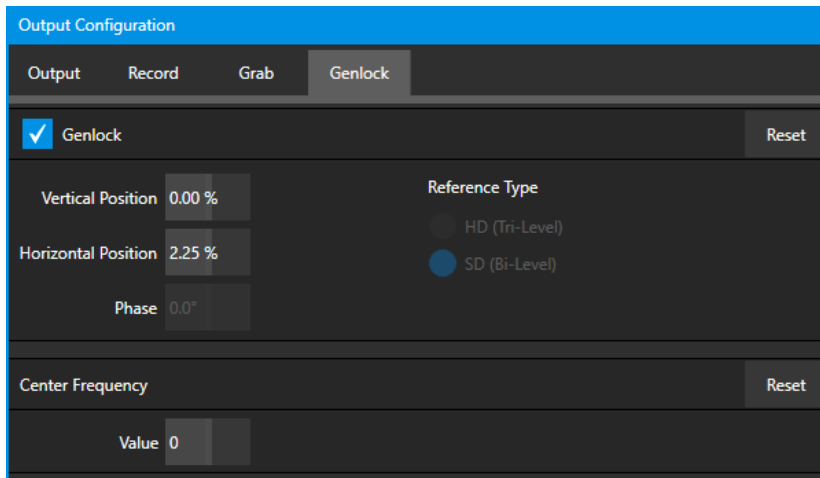 Output Configuration
Output Record Grab Genlock
Genlock Reset
Vertical Position 0.00 %
Reference Type
HD (Tri-Level)
Horizontal Position 2.25 %
SD (Bi-Level)
Phase 0.0°
Center Frequency Reset
Value 0